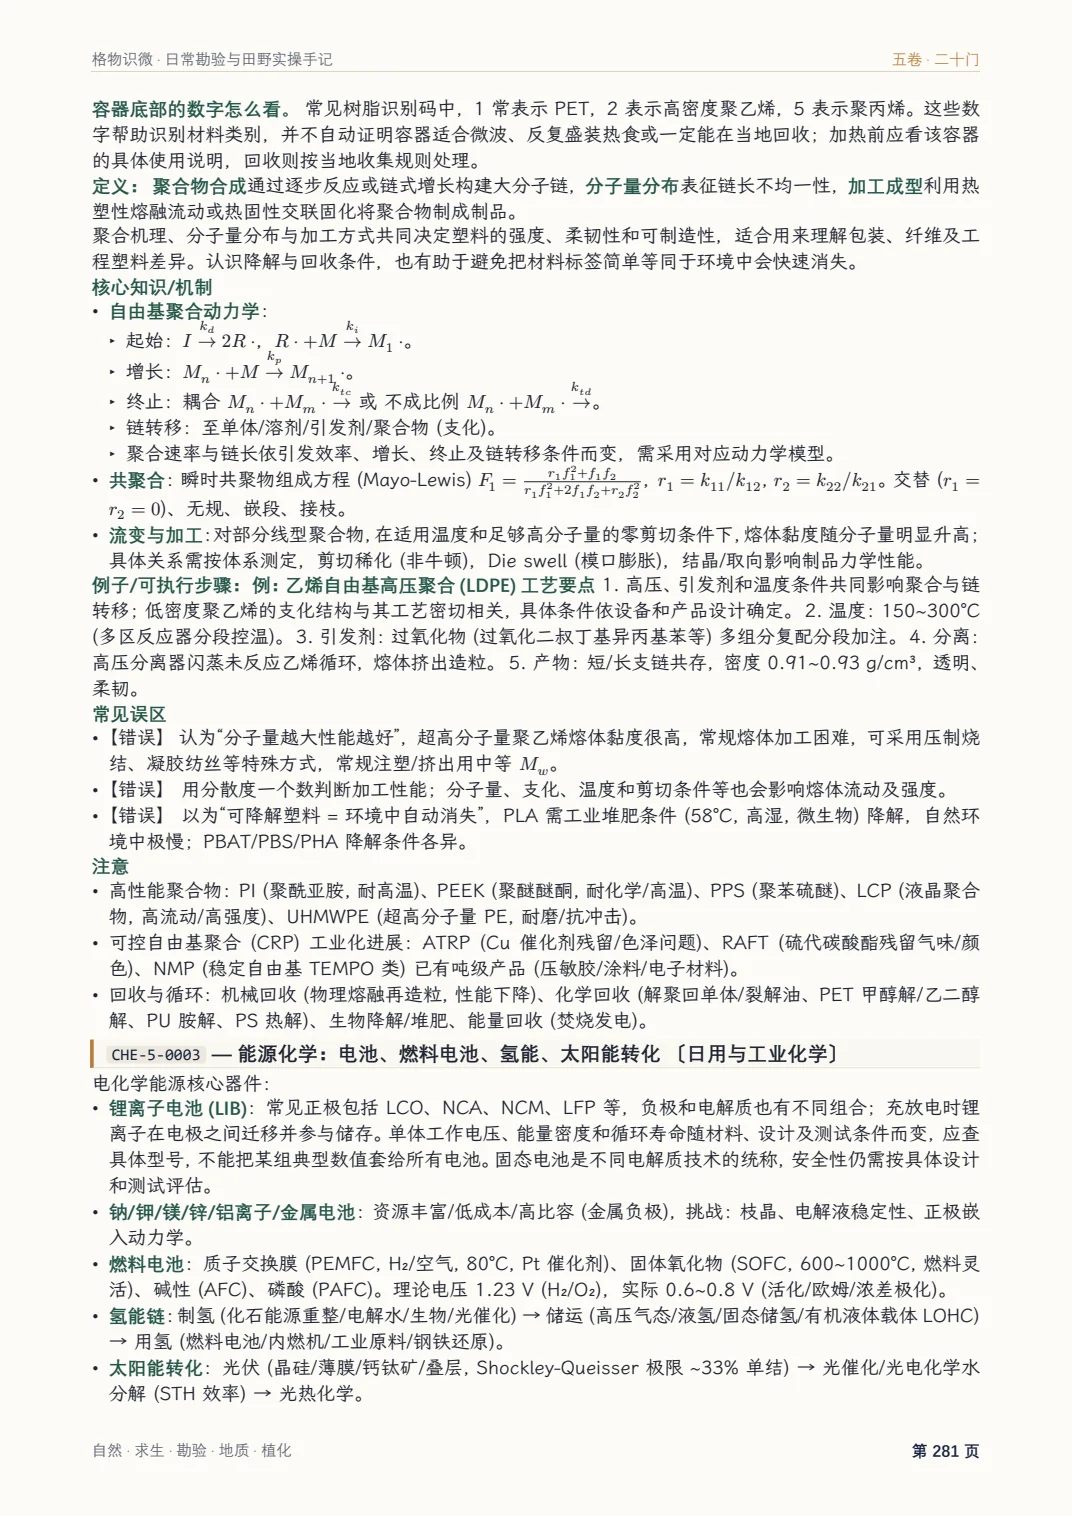 格物识微 · 日常勘验与田野实操手记
五卷 · 二十门
容器底部的数字怎么看。 常见树脂识别码中，1 常表示 PET，2 表示高密度聚乙烯，5 表示聚丙烯。这些数
字帮助识别材料类别，并不自动证明容器适合微波、反复盛装热食或一定能在当地回收；加热前应看该容器
的具体使用说明，回收则按当地收集规则处理。
定义： 聚合物合成通过逐步反应或链式增长构建大分子链，分子量分布表征链长不均一性，加工成型利用热
塑性熔融流动或热固性交联固化将聚合物制成制品。
聚合机理、分子量分布与加工方式共同决定塑料的强度、柔韧性和可制造性，适合用来理解包装、纤维及工
程塑料差异。认识降解与回收条件，也有助于避免把材料标签简单等同于环境中会快速消失。
核心知识/机制
• 自由基聚合动力学：
‣ 起始：$I \xrightarrow{k_d} 2R\cdot$，$R\cdot + M \xrightarrow{k_i} M_1\cdot$。
‣ 增长：$M_n\cdot + M \xrightarrow{k_p} M_{n+1}\cdot$。
‣ 终止：耦合 $M_n\cdot + M_m\cdot \xrightarrow{k_{tc}}$ 或 不成比例 $M_n\cdot + M_m\cdot \xrightarrow{k_{td}}$。
‣ 链转移：至单体/溶剂/引发剂/聚合物 (支化)。
‣ 聚合速率与链长依引发效率、增长、终止及链转移条件而变，需采用对应动力学模型。
• 共聚合：瞬时共聚物组成方程 (Mayo-Lewis) $F_1 = \frac{r_1 f_1^2 + f_1 f_2}{r_1 f_1^2 + 2 f_1 f_2 + r_2 f_2^2}$，$r_1 = k_{11}/k_{12}$，$r_2 = k_{22}/k_{21}$。交替 ($r_1 =$
$r_2 = 0$)、无规、嵌段、接枝。
• 流变与加工：对部分线型聚合物，在适用温度和足够高分子量的零剪切条件下，熔体黏度随分子量明显升高；
具体关系需按体系测定，剪切稀化 (非牛顿)，Die swell (模口膨胀)，结晶/取向影响制品力学性能。
例子/可执行步骤：例：乙烯自由基高压聚合 (LDPE) 工艺要点 1. 高压、引发剂和温度条件共同影响聚合与链
转移；低密度聚乙烯的支化结构与其工艺密切相关，具体条件依设备和产品设计确定。 2. 温度：150~300°C
(多区反应器分段控温)。 3. 引发剂：过氧化物 (过氧化二叔丁基异丙基苯等) 多组分复配分段加注。 4. 分离：
高压分离器闪蒸未反应乙烯循环，熔体挤出造粒。 5. 产物：短/长支链共存，密度 0.91~0.93 g/cm³，透明、
柔韧。
常见误区
• 【错误】 认为“分子量越大性能越好”，超高分子量聚乙烯熔体黏度很高，常规熔体加工困难，可采用压制烧
结、凝胶纺丝等特殊方式，常规注塑/挤出用中等 $M_w$。
• 【错误】 用分散度一个数判断加工性能；分子量、支化、温度和剪切条件等也会影响熔体流动及强度。
• 【错误】 以为“可降解塑料 = 环境中自动消失”，PLA 需工业堆肥条件 (58°C, 高湿, 微生物) 降解，自然环
境中极慢；PBAT/PBS/PHA 降解条件各异。
注意
• 高性能聚合物：PI (聚酰亚胺, 耐高温)、PEEK (聚醚醚酮, 耐化学/高温)、PPS (聚苯硫醚)、LCP (液晶聚合
物, 高流动/高强度)、UHMWPE (超高分子量 PE, 耐磨/抗冲击)。
• 可控自由基聚合 (CRP) 工业化进展：ATRP (Cu 催化剂残留/色泽问题)、RAFT (硫代碳酸酯残留气味/颜
色)、NMP (稳定自由基 TEMPO 类) 已有吨级产品 (压敏胶/涂料/电子材料)。
• 回收与循环：机械回收 (物理熔融再造粒, 性能下降)、化学回收 (解聚回单体/裂解油、PET 甲醇解/乙二醇
解、PU 胺解、PS 热解)、生物降解/堆肥、能量回收 (焚烧发电)。
CHE-5-0003 — 能源化学：电池、燃料电池、氢能、太阳能转化 〔日用与工业化学〕
电化学能源核心器件：
• 锂离子电池 (LIB)：常见正极包括 LCO、NCA、NCM、LFP 等，负极和电解质也有不同组合；充放电时锂
离子在电极之间迁移并参与储存。单体工作电压、能量密度和循环寿命随材料、设计及测试条件而变，应查
具体型号，不能把某组典型数值套给所有电池。固态电池是不同电解质技术的统称，安全性仍需按具体设计
和测试评估。
• 钠/钾/镁/锌/铝离子/金属电池：资源丰富/低成本/高比容 (金属负极)，挑战：枝晶、电解液稳定性、正极嵌
入动力学。
• 燃料电池：质子交换膜 (PEMFC, H₂/空气, 80°C, Pt 催化剂)、固体氧化物 (SOFC, 600~1000°C, 燃料灵
活)、碱性 (AFC)、磷酸 (PAFC)。理论电压 1.23 V (H₂/O₂)，实际 0.6~0.8 V (活化/欧姆/浓差极化)。
• 氢能链：制氢 (化石能源重整/电解水/生物/光催化) → 储运 (高压气态/液氢/固态储氢/有机液体载体 LOHC)
→ 用氢 (燃料电池/内燃机/工业原料/钢铁还原)。
• 太阳能转化：光伏 (晶硅/薄膜/钙钛矿/叠层, Shockley-Queisser 极限 ~33% 单结) → 光催化/光电化学水
分解 (STH 效率) → 光热化学。
自然 · 求生 · 勘验 · 地质 · 植化
第 281 页